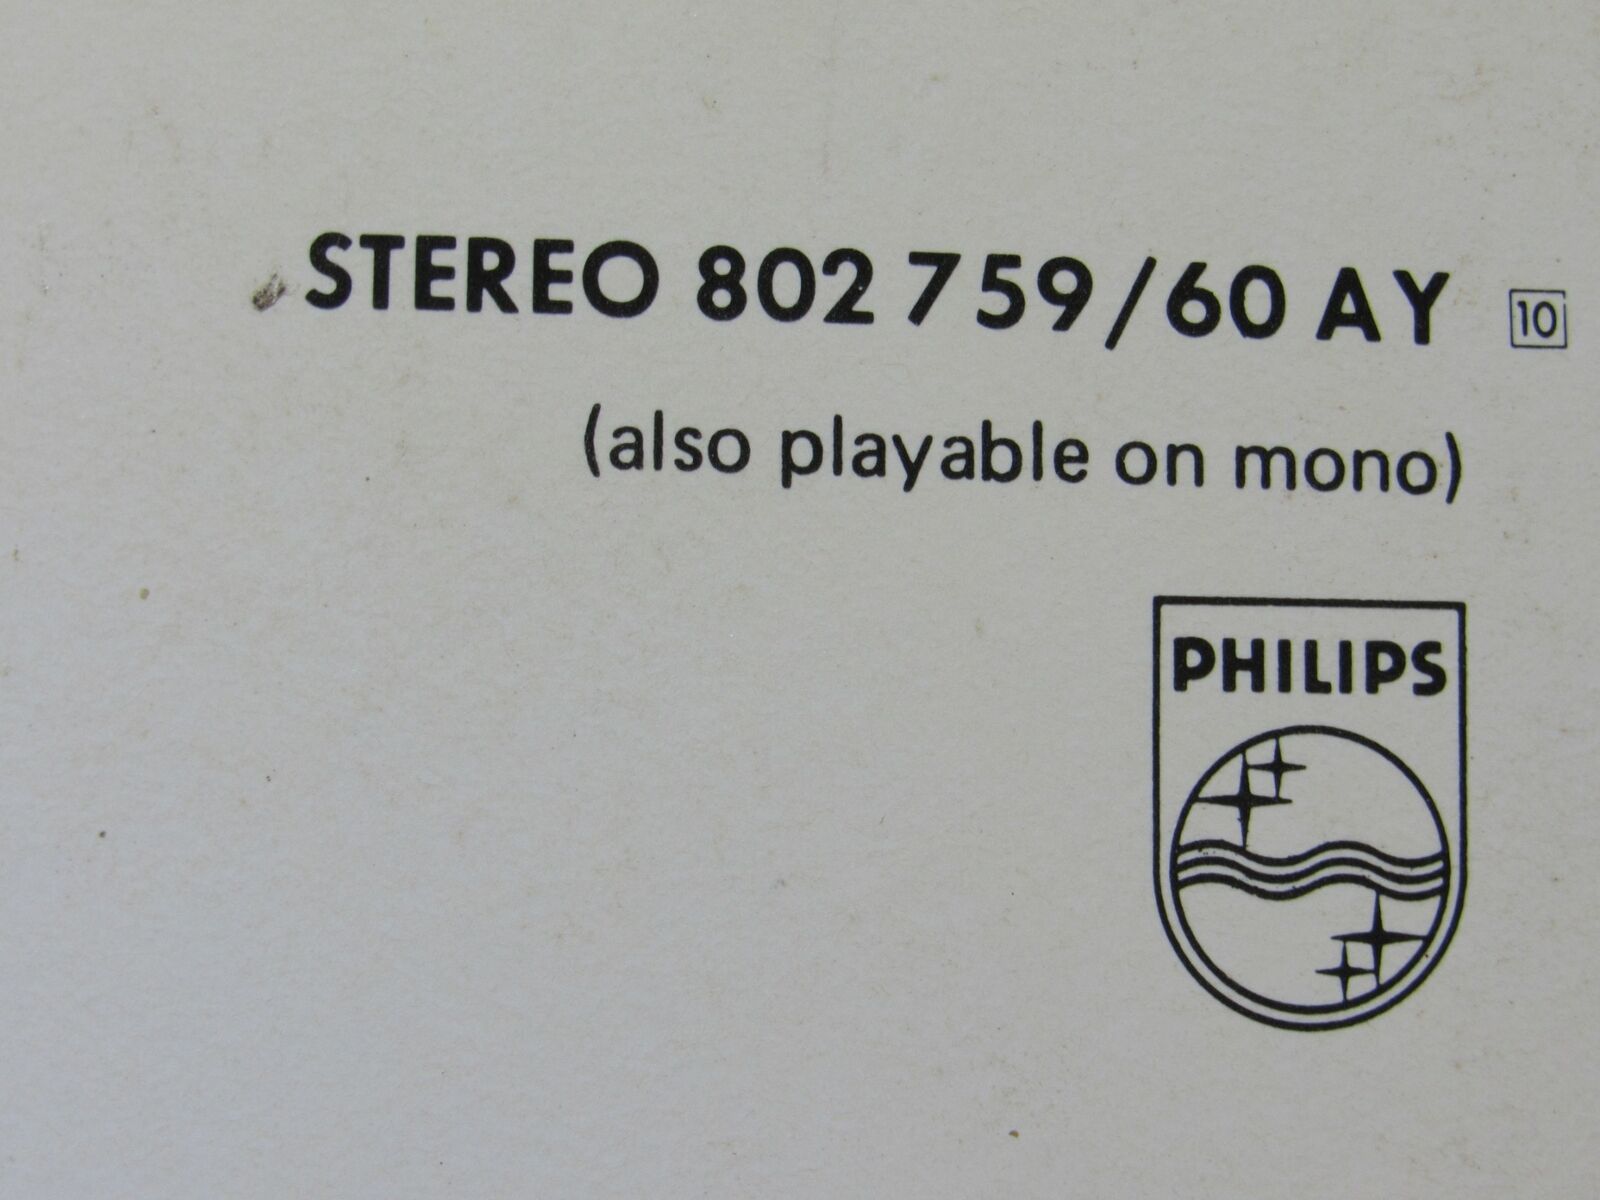 STEREO 802 759/60 AY 10
(also playable on mono)
PHILIPS